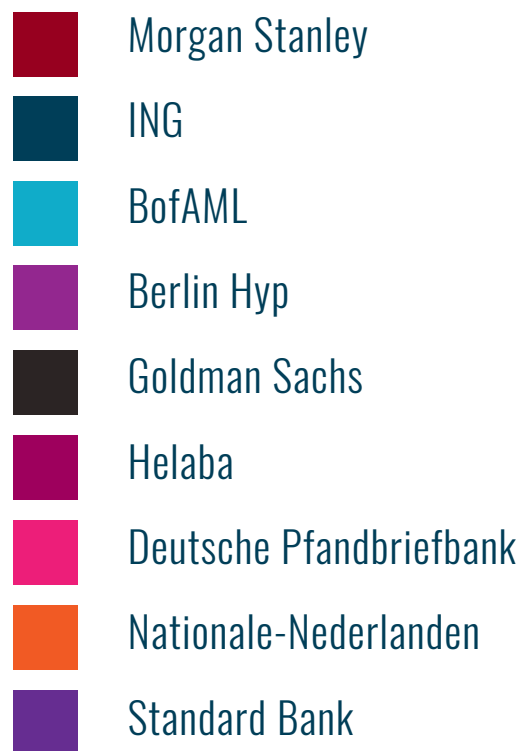 Morgan Stanley
ING
BofAML
Berlin Hyp
Goldman Sachs
Helaba
Deutsche Pfandbriefbank
Nationale-Nederlanden
Standard Bank